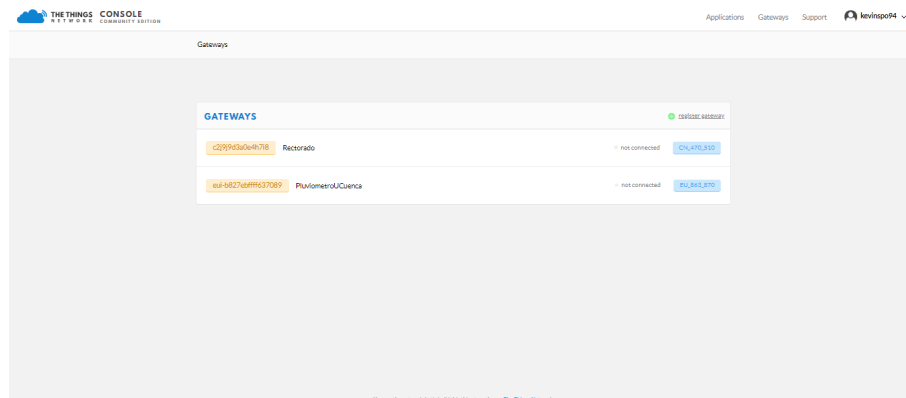 THE THINGS NETWORK CONSOLE COMMUNITY EDITION
Applications Gateways Support kevinspo94
Gateways
GATEWAYS register gateway
c2j9j9d3a0e4h7l8 Rectorado not connected CN_470_510
eui-b827ebffff637089 PluviometroUCuenca not connected EU_863_870